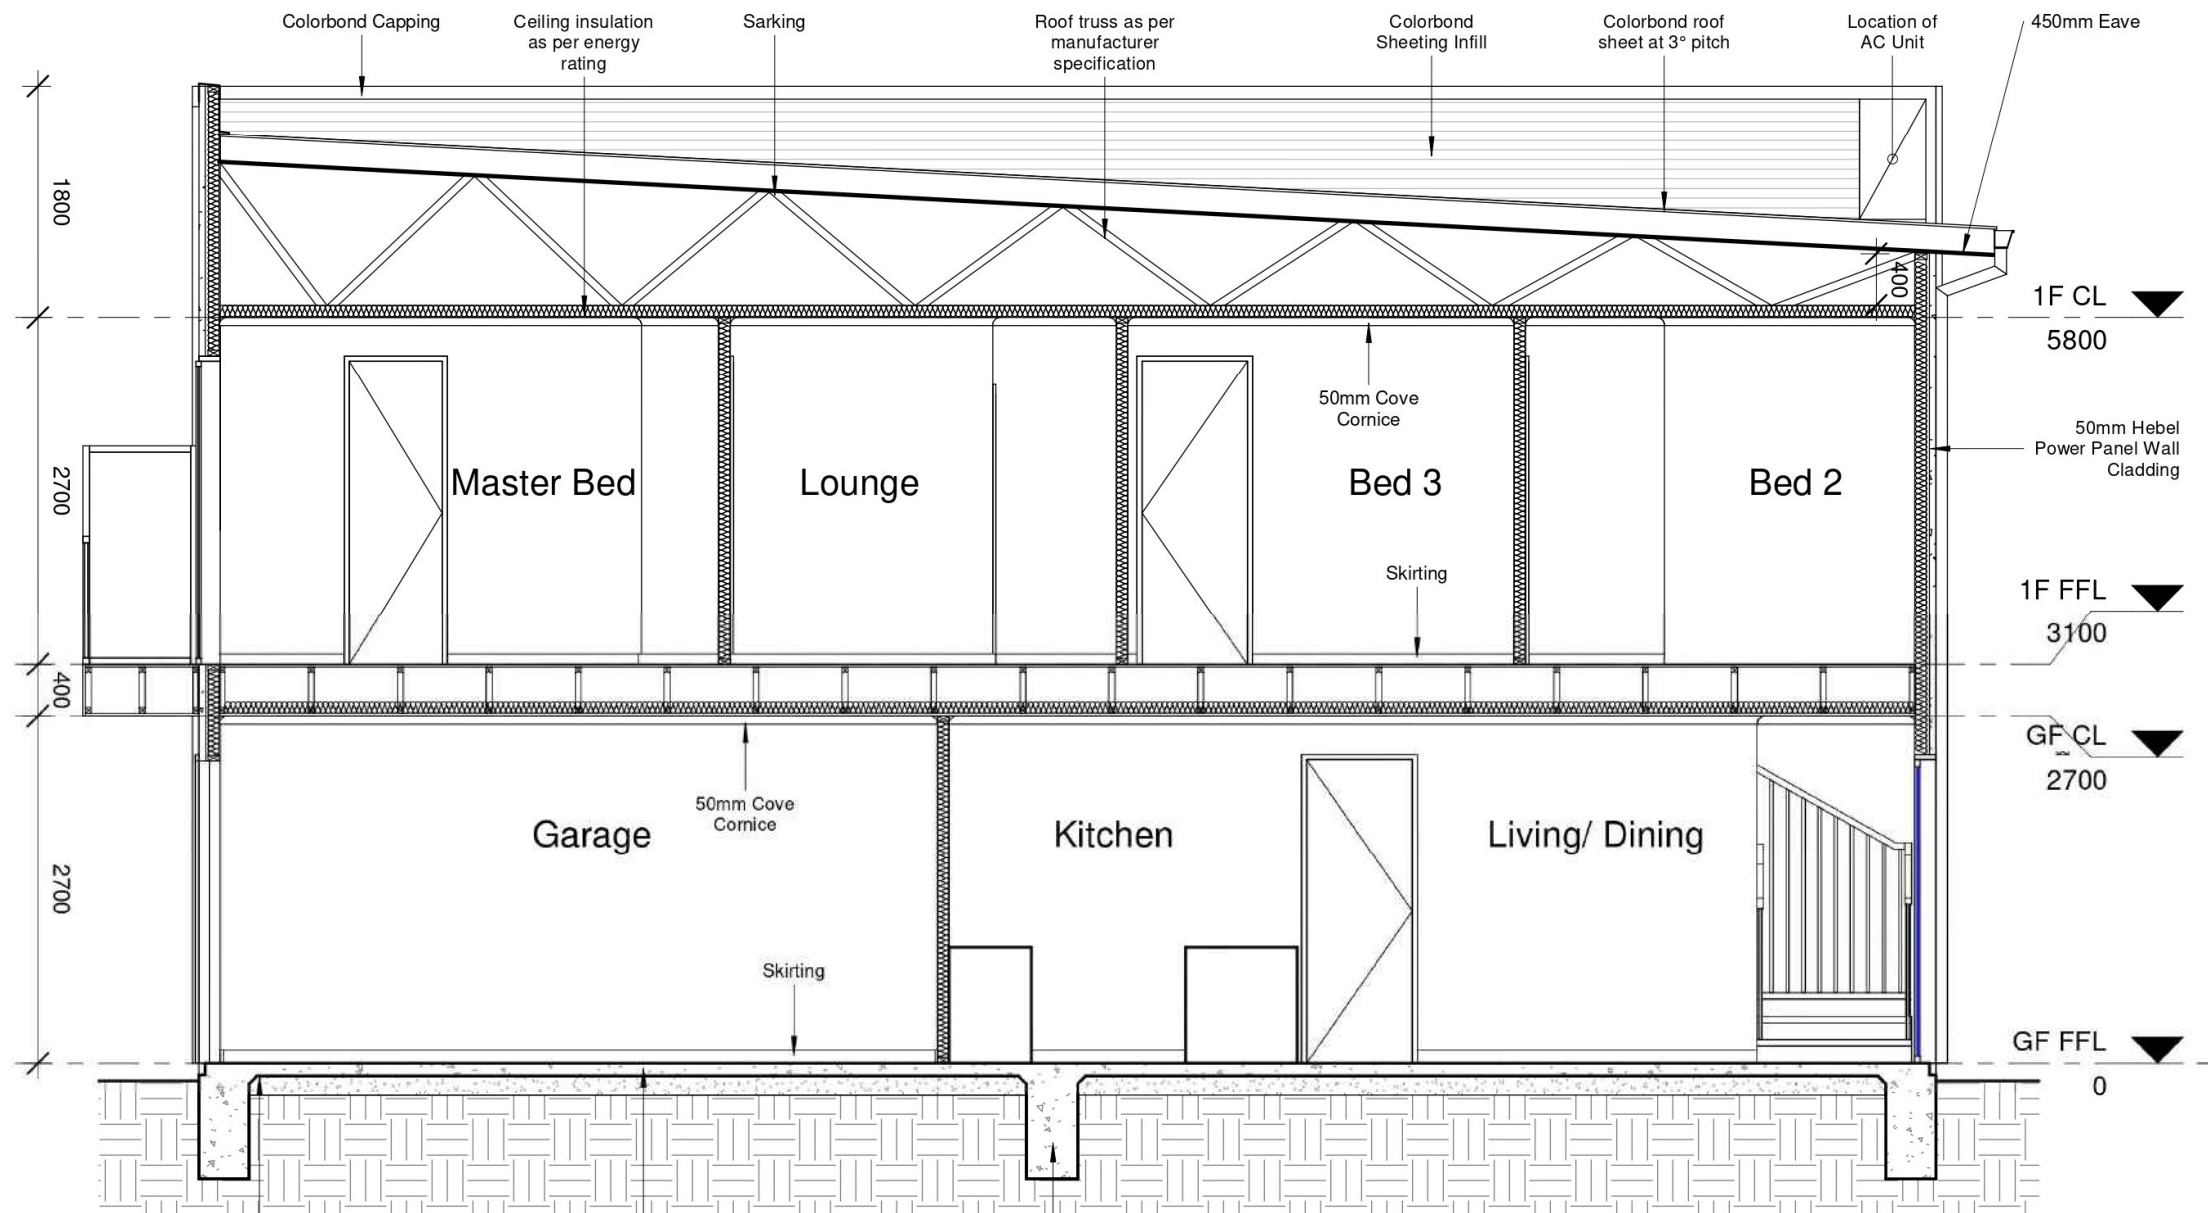 Colorbond Capping
Ceiling insulation
as per energy
rating
Sarking
Roof truss as per
manufacturer
specification
Colorbond
Sheeting Infill
Colorbond roof
sheet at 3° pitch
Location of
AC Unit
450mm Eave
1800
400
1F CL
5800
50mm Cove
Cornice
50mm Hebel
Power Panel Wall
Cladding
2700
Master Bed
Lounge
Bed 3
Bed 2
Skirting
1F FFL
3100
400
GF CL
2700
50mm Cove
Cornice
Garage
Kitchen
Living/ Dining
2700
Skirting
GF FFL
0